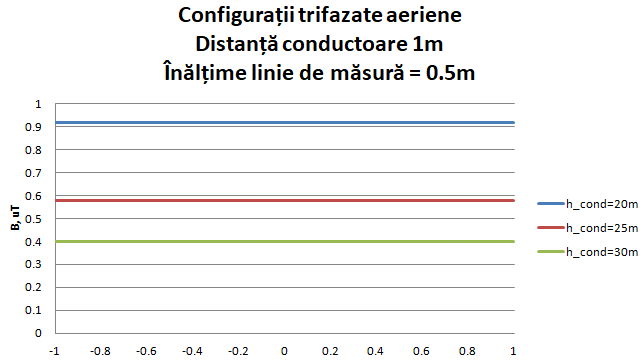 Configurații trifazate aeriene
Distanță conductoare 1m
Înălțime linie de măsură = 0.5m
1
0.9
0.8
0.7
0.6
0.5
0.4
0.3
0.2
0.1
0
B, uT
-1 -0.8 -0.6 -0.4 -0.2 0 0.2 0.4 0.6 0.8 1
h_cond=20m
h_cond=25m
h_cond=30m